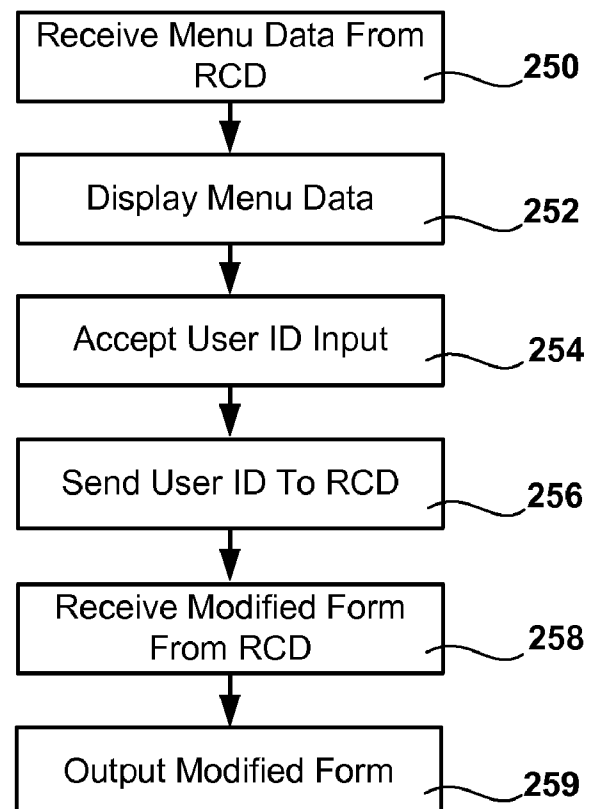 Receive Menu Data From
RCD
250
Display Menu Data
252
Accept User ID Input
254
Send User ID To RCD
256
Receive Modified Form
From RCD
258
Output Modified Form
259